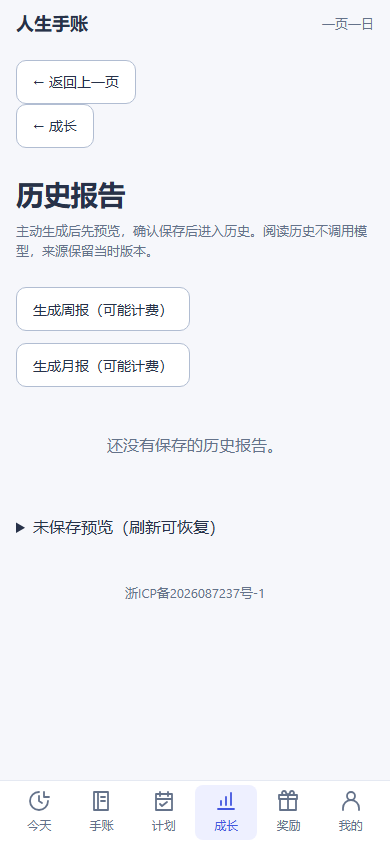 人生手账
一页一日
← 返回上一页
← 成长
历史报告
主动生成后先预览，确认保存后进入历史。阅读历史不调用模
型，来源保留当时版本。
生成周报（可能计费）
生成月报（可能计费）
还没有保存的历史报告。
▶ 未保存预览（刷新可恢复）
浙ICP备2026087237号-1
今天
手账
计划
成长
奖励
我的